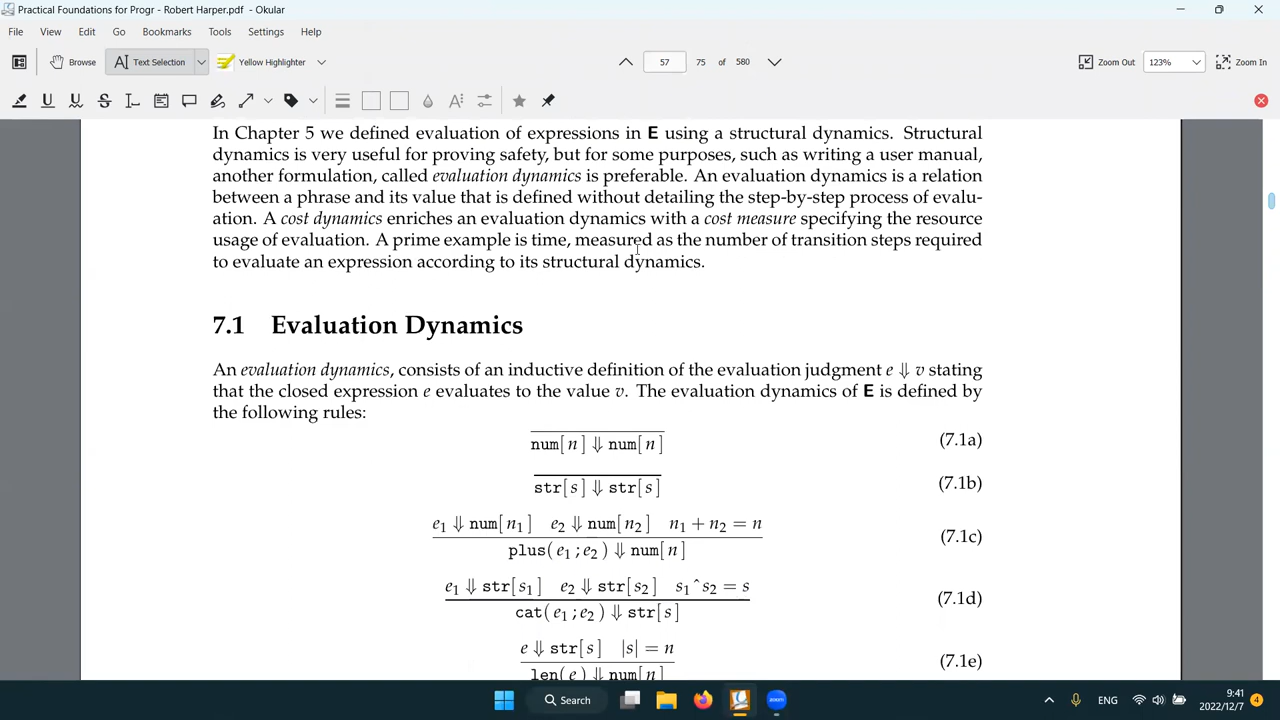 Practical Foundations for Progr - Robert Harper.pdf - Okular
File View Edit Go Bookmarks Tools Settings Help
Browse Text Selection Yellow Highlighter 57 75 of 580 Zoom Out 123% Zoom In
In Chapter 5 we defined evaluation of expressions in E using a structural dynamics. Structural
dynamics is very useful for proving safety, but for some purposes, such as writing a user manual,
another formulation, called evaluation dynamics is preferable. An evaluation dynamics is a relation
between a phrase and its value that is defined without detailing the step-by-step process of evalu-
ation. A cost dynamics enriches an evaluation dynamics with a cost measure specifying the resource
usage of evaluation. A prime example is time, measured as the number of transition steps required
to evaluate an expression according to its structural dynamics.
7.1 Evaluation Dynamics
An evaluation dynamics, consists of an inductive definition of the evaluation judgment e ⇓ v stating
that the closed expression e evaluates to the value v. The evaluation dynamics of E is defined by
the following rules:
num[n] ⇓ num[n] (7.1a)
str[s] ⇓ str[s] (7.1b)
e₁ ⇓ num[n₁] e₂ ⇓ num[n₂] n₁ + n₂ = n
plus(e₁;e₂) ⇓ num[n] (7.1c)
e₁ ⇓ str[s₁] e₂ ⇓ str[s₂] s₁^s₂ = s
cat(e₁;e₂) ⇓ str[s] (7.1d)
e ⇓ str[s] |s| = n
len(e) ⇓ num[n] (7.1e)
Search ENG 9:41
2022/12/7 4